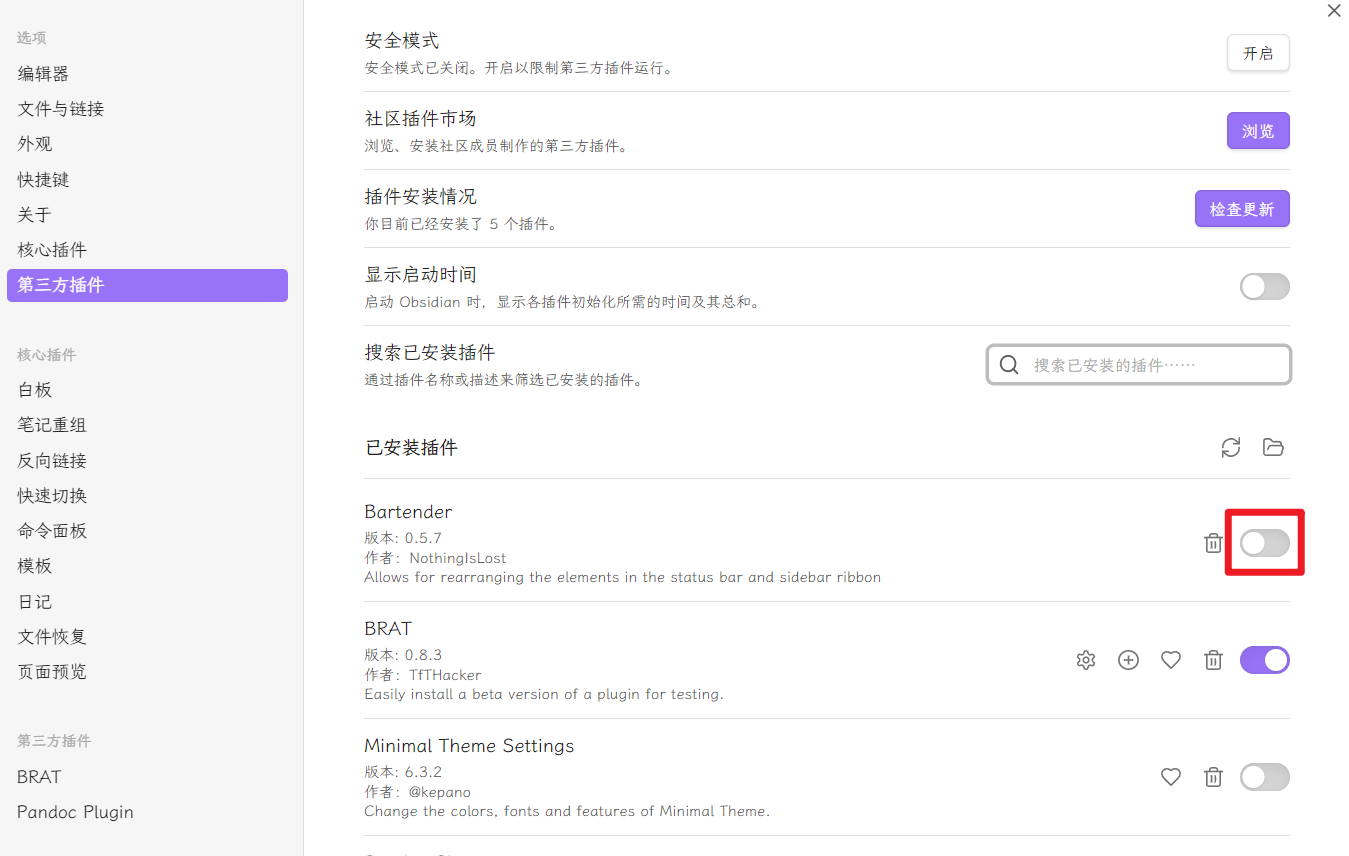 选项
编辑器
文件与链接
外观
快捷键
关于
核心插件
第三方插件
核心插件
白板
笔记重组
反向链接
快速切换
命令面板
模板
日记
文件恢复
页面预览
第三方插件
BRAT
Pandoc Plugin
安全模式
安全模式已关闭。开启以限制第三方插件运行。
开启
社区插件市场
浏览、安装社区成员制作的第三方插件。
浏览
插件安装情况
你目前已经安装了 5 个插件。
检查更新
显示启动时间
启动 Obsidian 时，显示各插件初始化所需的时间及其总和。
搜索已安装插件
通过插件名称或描述来筛选已安装的插件。
搜索已安装的插件……
已安装插件
Bartender
版本: 0.5.7
作者: NothingIsLost
Allows for rearranging the elements in the status bar and sidebar ribbon
BRAT
版本: 0.8.3
作者: TfTHacker
Easily install a beta version of a plugin for testing.
Minimal Theme Settings
版本: 6.3.2
作者: @kepano
Change the colors, fonts and features of Minimal Theme.